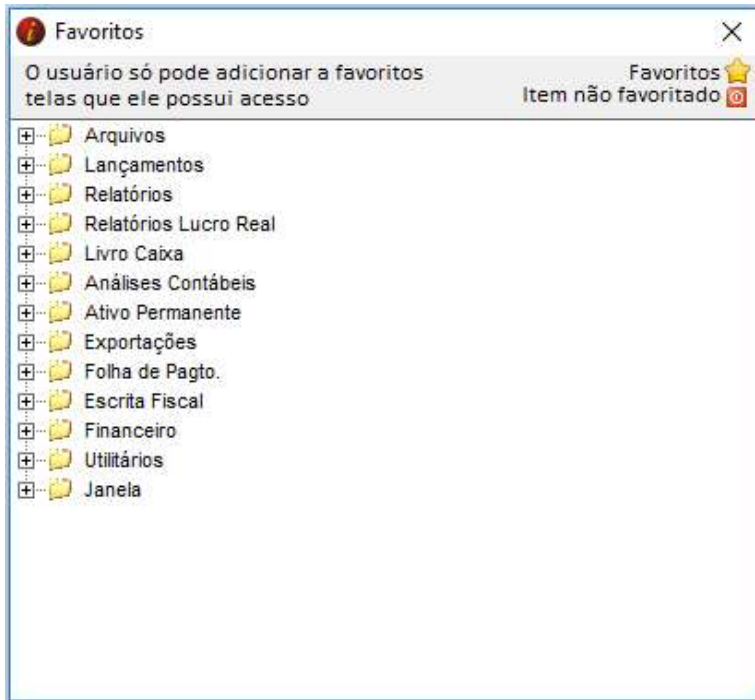 Favoritos
O usuário só pode adicionar a favoritos
telas que ele possui acesso
Favoritos
Item não favoritado
Arquivos
Lançamentos
Relatórios
Relatórios Lucro Real
Livro Caixa
Análises Contábeis
Ativo Permanente
Exportações
Folha de Pagto.
Escrita Fiscal
Financeiro
Utilitários
Janela